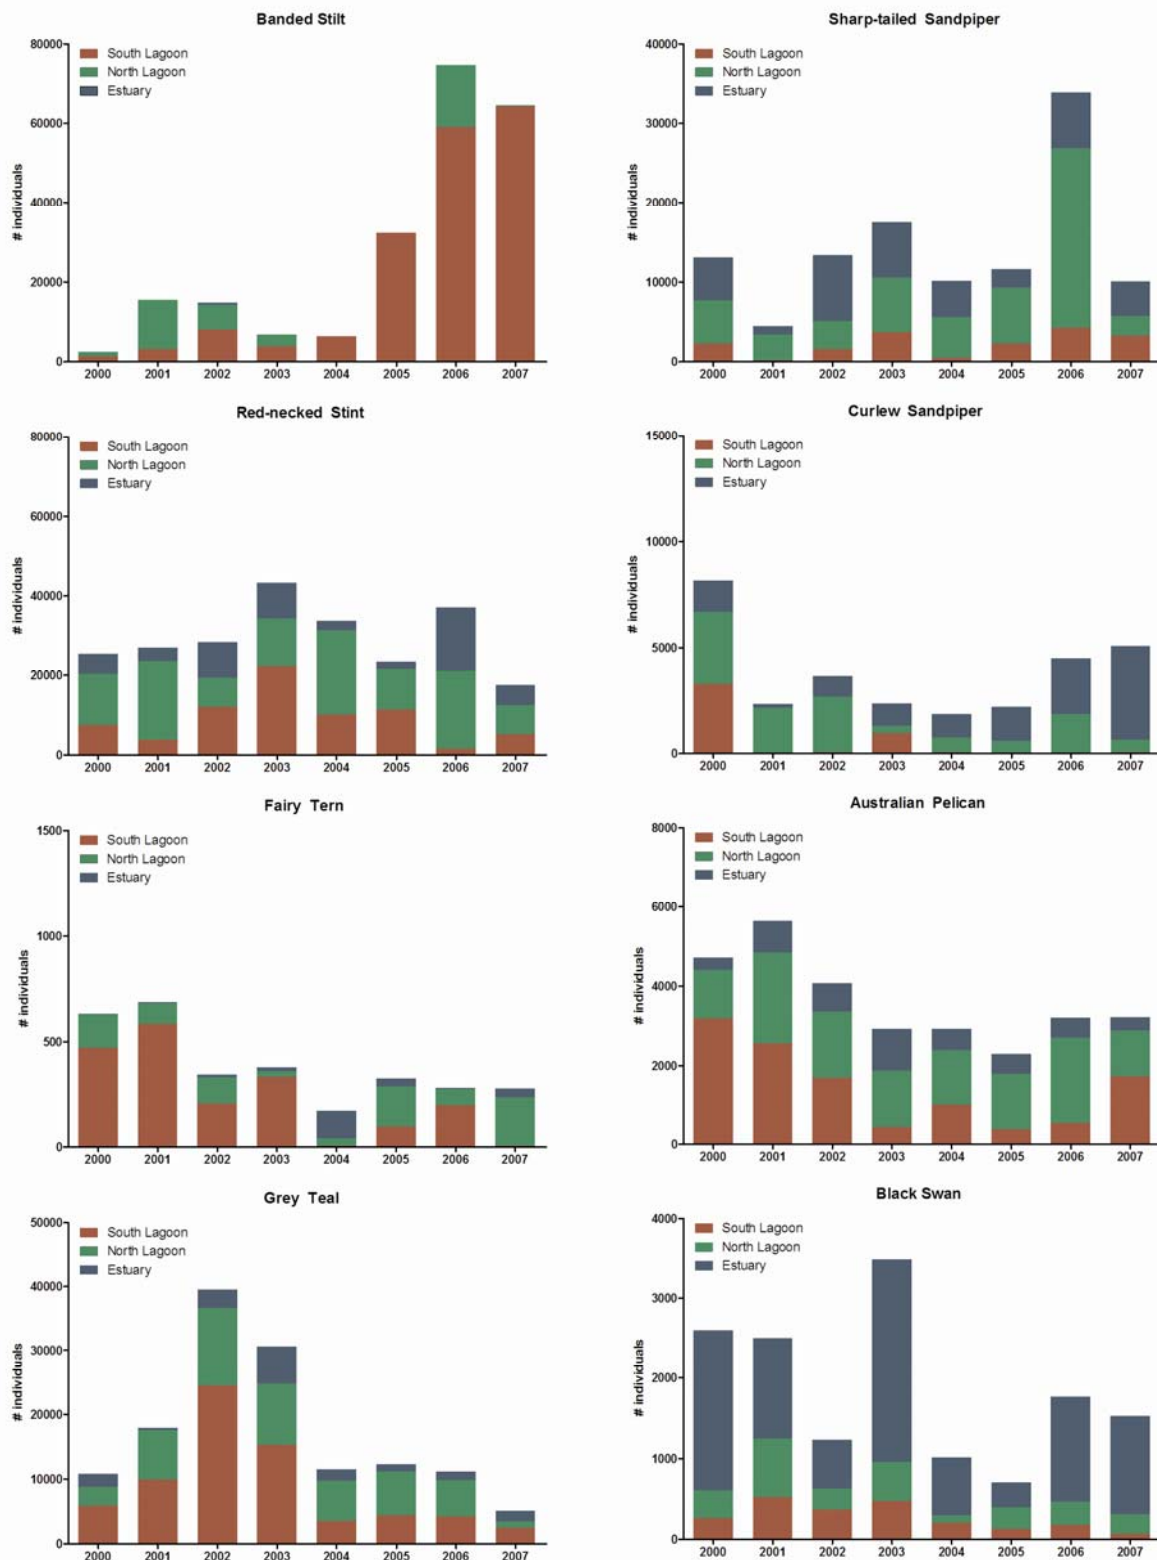 Banded Stilt
80000
South Lagoon
North Lagoon
Estuary
60000
# individuals
40000
20000
0
2000 2001 2002 2003 2004 2005 2006 2007
Sharp-tailed Sandpiper
40000
South Lagoon
North Lagoon
Estuary
30000
# individuals
20000
10000
0
2000 2001 2002 2003 2004 2005 2006 2007
Red-necked Stint
80000
South Lagoon
North Lagoon
Estuary
60000
# individuals
40000
20000
0
2000 2001 2002 2003 2004 2005 2006 2007
Curlew Sandpiper
15000
South Lagoon
North Lagoon
Estuary
10000
# individuals
5000
0
2000 2001 2002 2003 2004 2005 2006 2007
Fairy Tern
1500
South Lagoon
North Lagoon
Estuary
1000
# individuals
500
0
2000 2001 2002 2003 2004 2005 2006 2007
Australian Pelican
8000
South Lagoon
North Lagoon
Estuary
6000
# individuals
4000
2000
0
2000 2001 2002 2003 2004 2005 2006 2007
Grey Teal
50000
South Lagoon
North Lagoon
Estuary
40000
# individuals
30000
20000
10000
0
2000 2001 2002 2003 2004 2005 2006 2007
Black Swan
4000
South Lagoon
North Lagoon
Estuary
3000
# individuals
2000
1000
0
2000 2001 2002 2003 2004 2005 2006 2007